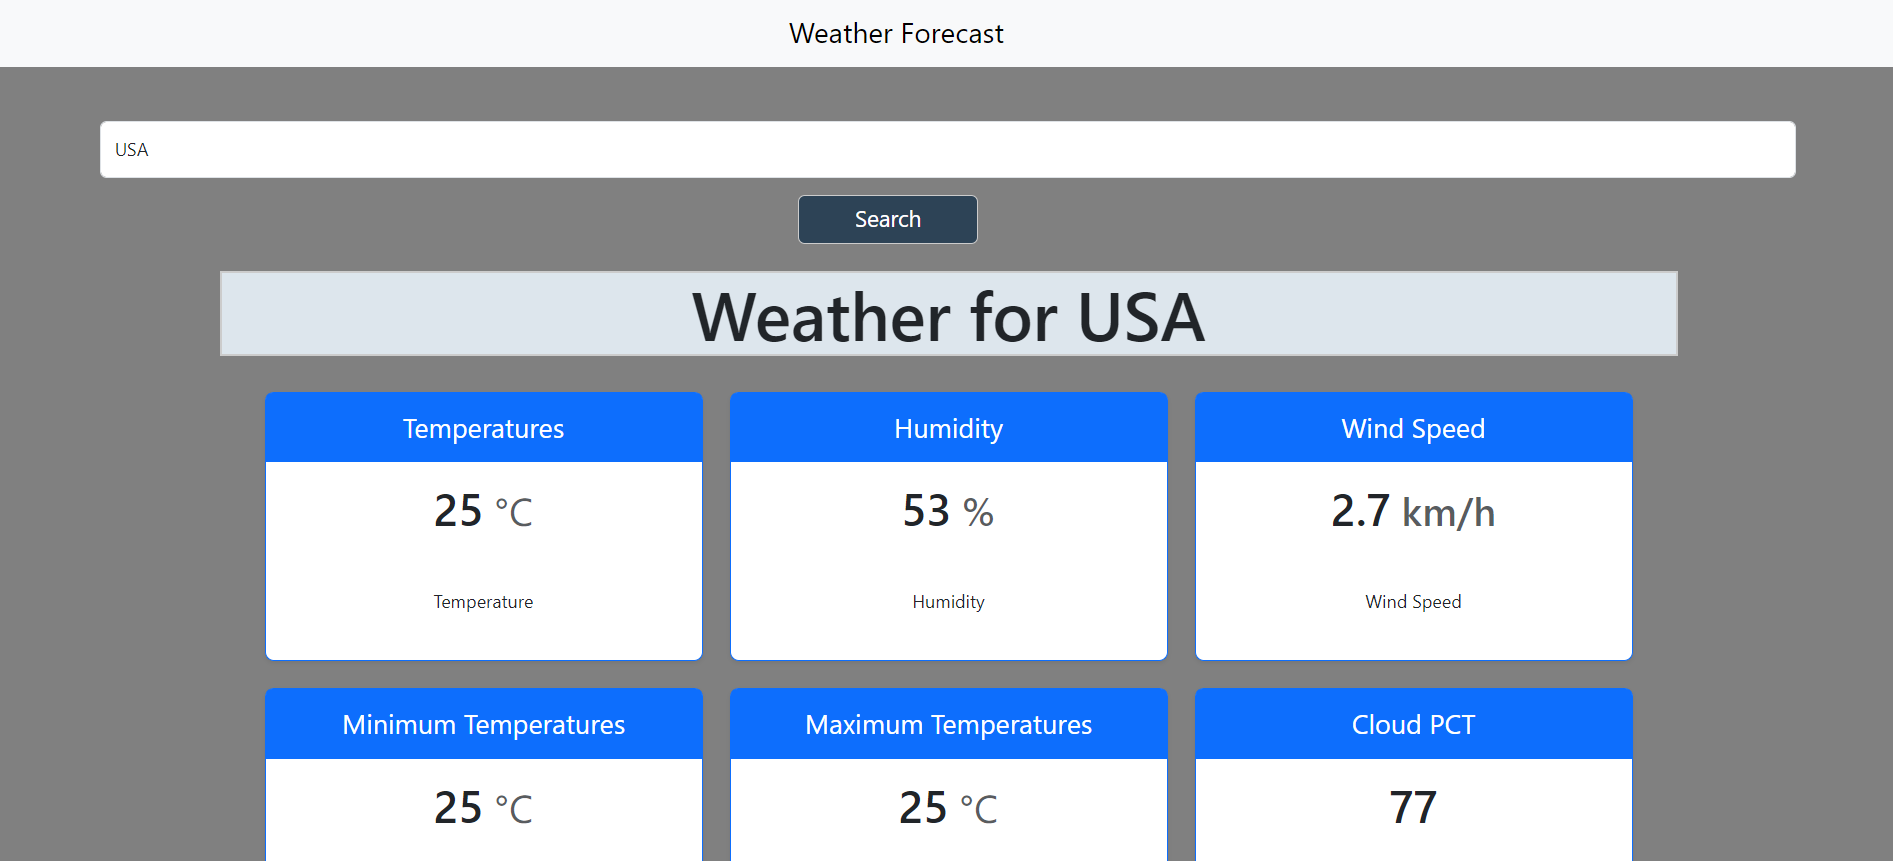 Weather Forecast
USA
Search
Weather for USA
Temperatures
25 °C
Temperature
Humidity
53 %
Humidity
Wind Speed
2.7 km/h
Wind Speed
Minimum Temperatures
25 °C
Maximum Temperatures
25 °C
Cloud PCT
77